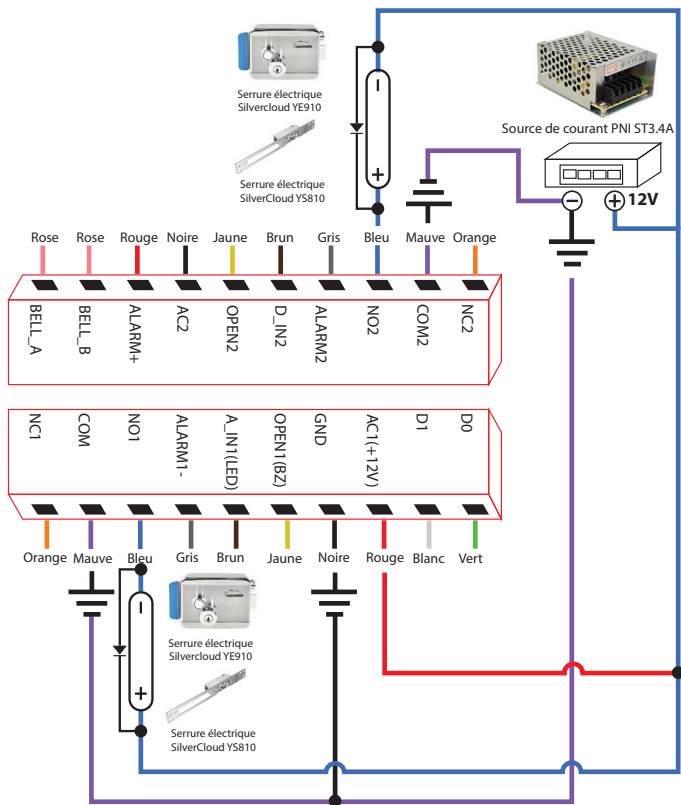 Serrure électrique
Silvercloud YE910
Serrure électrique
SilverCloud YS810
Source de courant PNI ST3.4A
12V
Rose Rose Rouge Noire Jaune Brun Gris Bleu Mauve Orange
BELL_A BELL_B ALARM+ AC2 OPEN2 D_IN2 ALARM2 NO2 COM2 NC2
NC1 COM NO1 ALARM1- A_IN1(LED) OPEN1(BZ) GND AC1(+12V) D1 D0
Orange Mauve Bleu Gris Brun Jaune Noire Rouge Blanc Vert
Serrure électrique
Silvercloud YE910
Serrure électrique
SilverCloud YS810